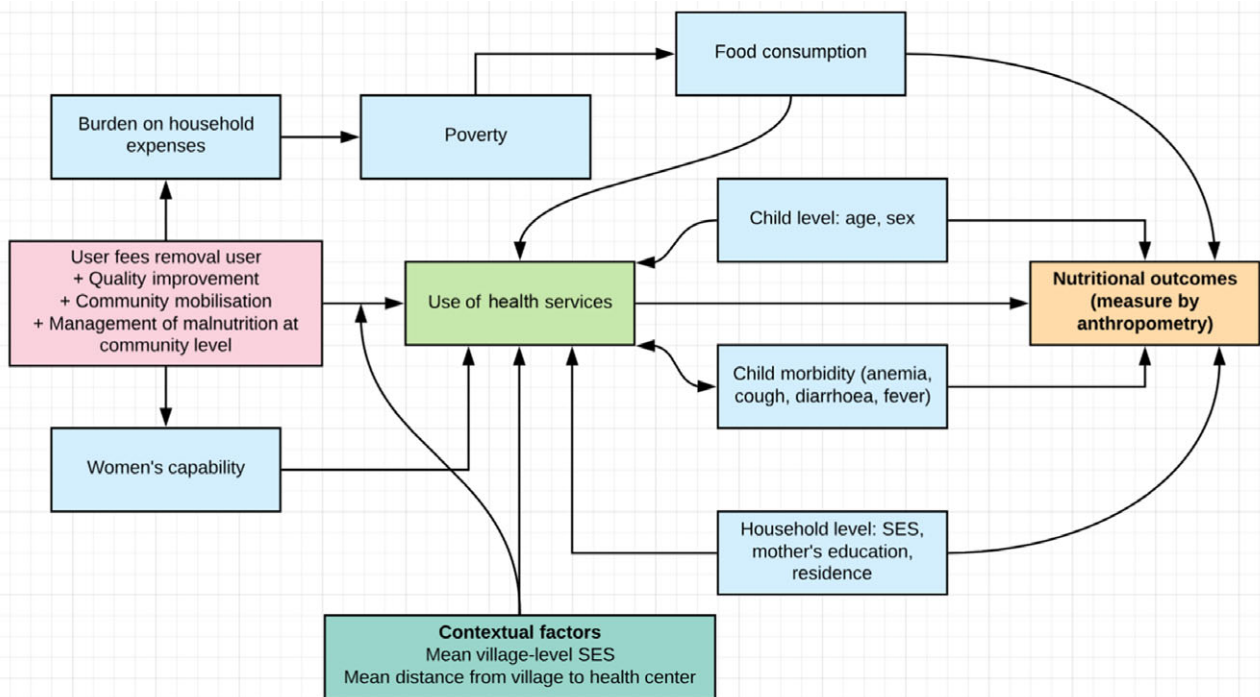 Food consumption
Burden on household
expenses
Poverty
Child level: age, sex
User fees removal user
+ Quality improvement
+ Community mobilisation
+ Management of malnutrition at
community level
Use of health services
Nutritional outcomes
(measure by
anthropometry)
Child morbidity (anemia,
cough, diarrhoea, fever)
Women's capability
Household level: SES,
mother's education,
residence
Contextual factors
Mean village-level SES
Mean distance from village to health center